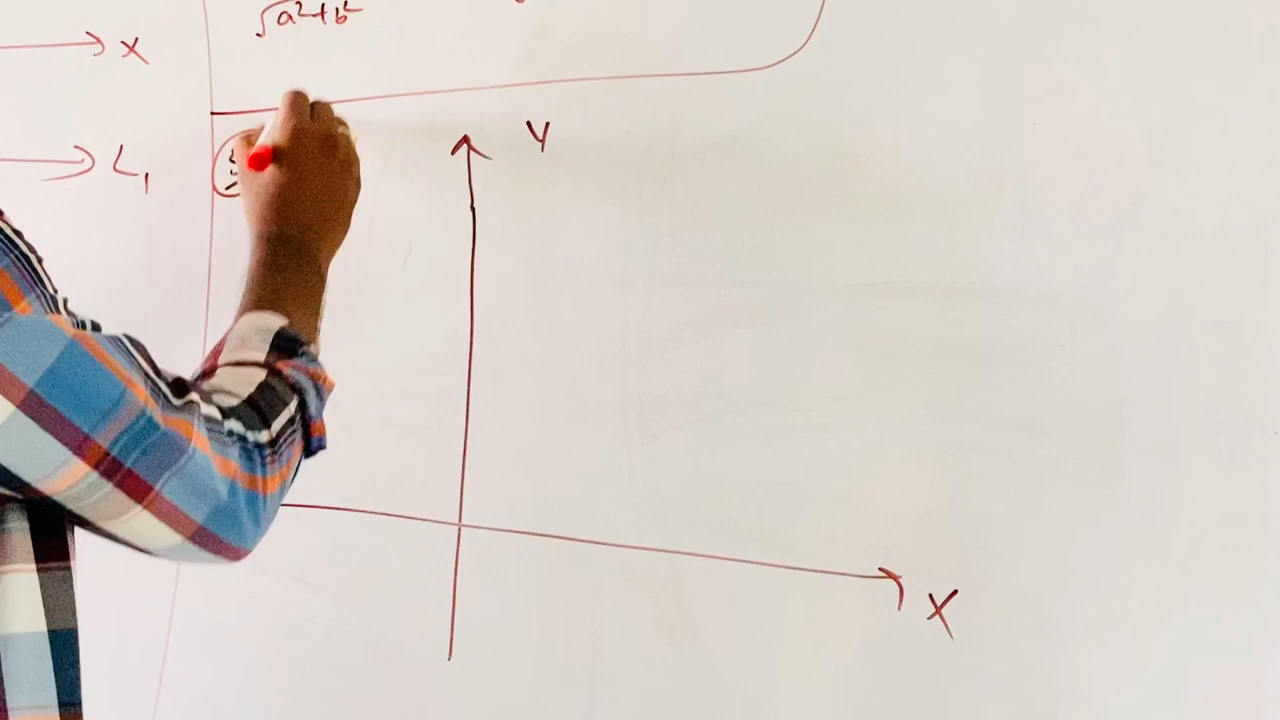 √a²+b²
X
L₁
Y
X